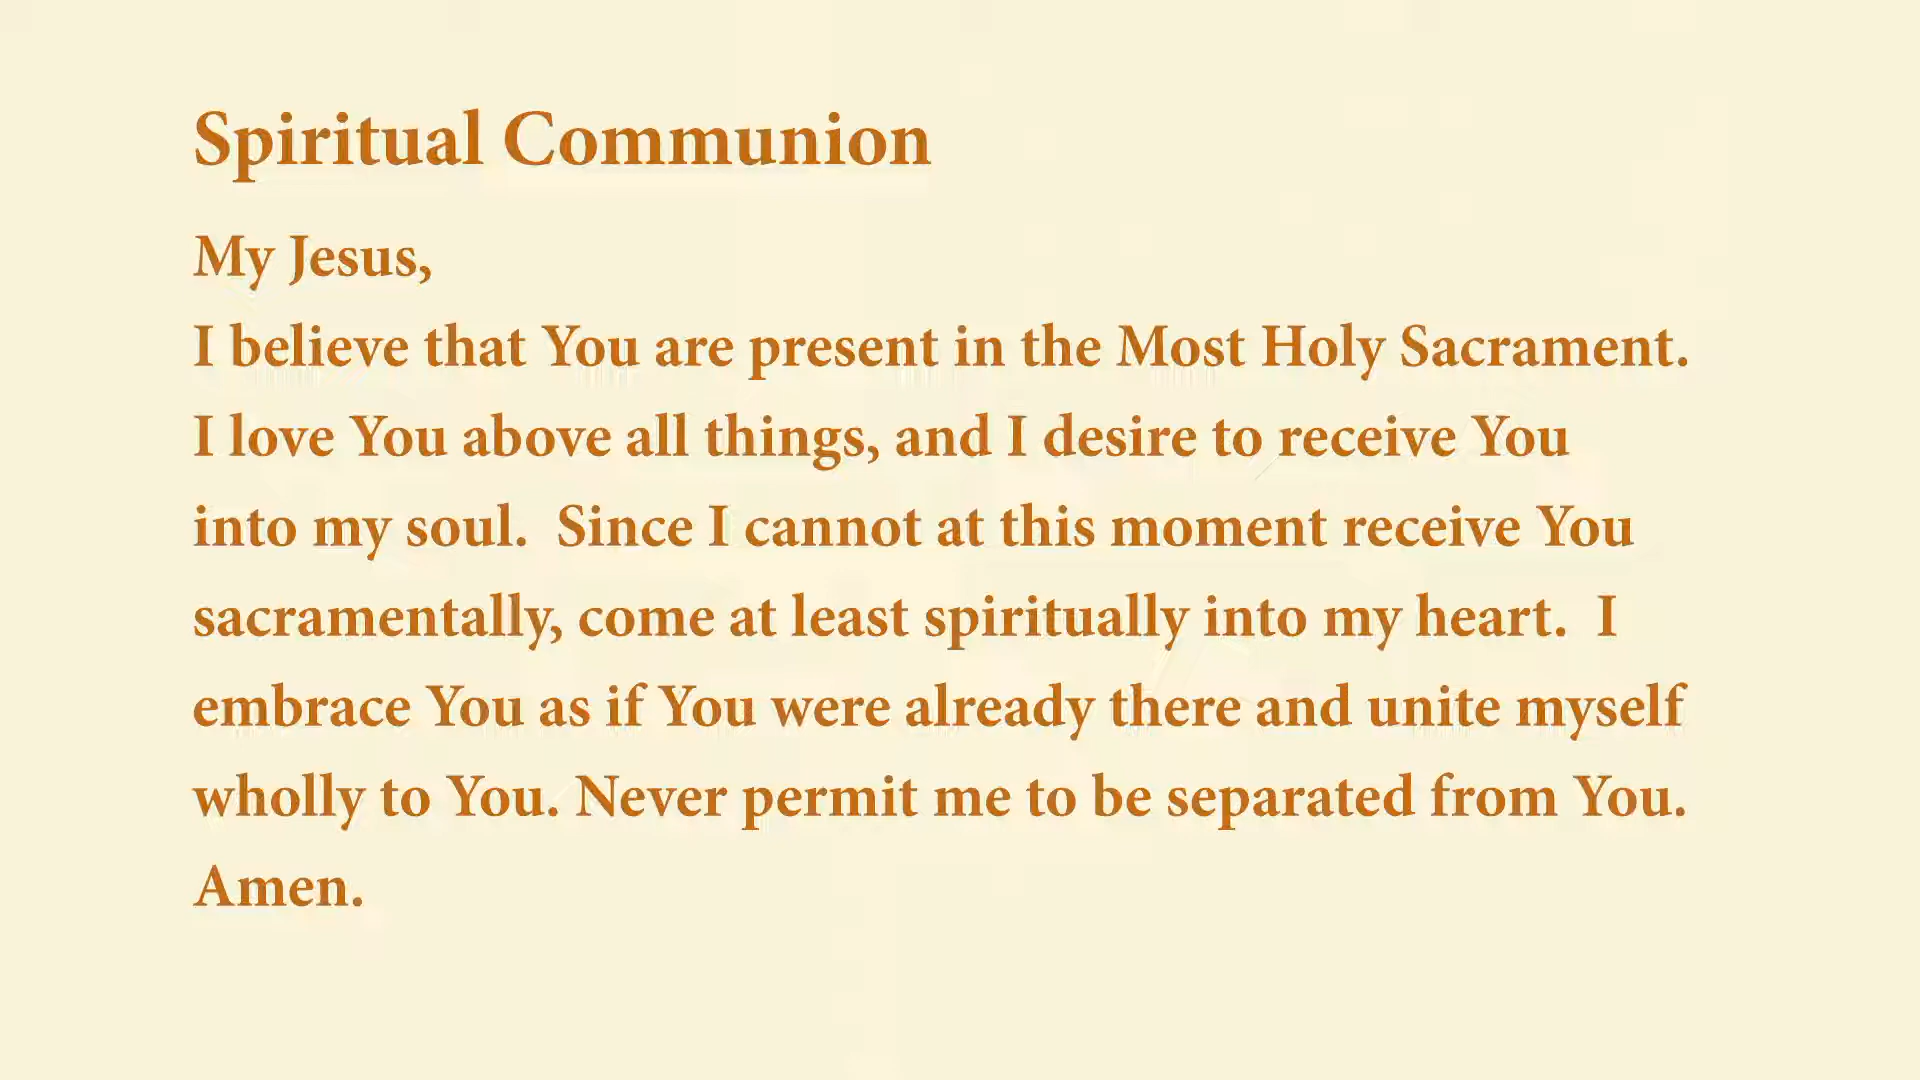 Spiritual Communion
My Jesus,
I believe that You are present in the Most Holy Sacrament.
I love You above all things, and I desire to receive You
into my soul.  Since I cannot at this moment receive You
sacramentally, come at least spiritually into my heart.  I
embrace You as if You were already there and unite myself
wholly to You. Never permit me to be separated from You.
Amen.